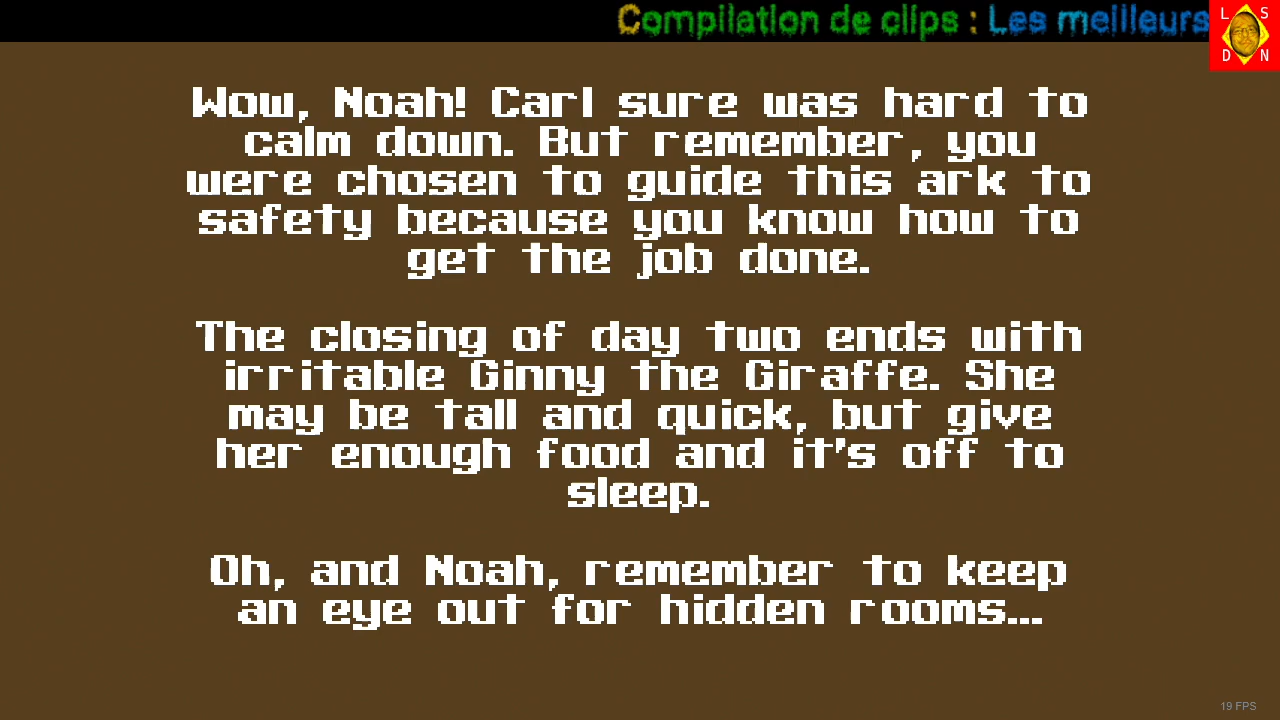 Compilation de clips : Les meilleurs
L S
D N
Wow, Noah! Carl sure was hard to
calm down. But remember, you
were chosen to guide this ark to
safety because you know how to
get the job done.
The closing of day two ends with
irritable Ginny the Giraffe. She
may be tall and quick, but give
her enough food and it's off to
sleep.
Oh, and Noah, remember to keep
an eye out for hidden rooms...
19 FPS